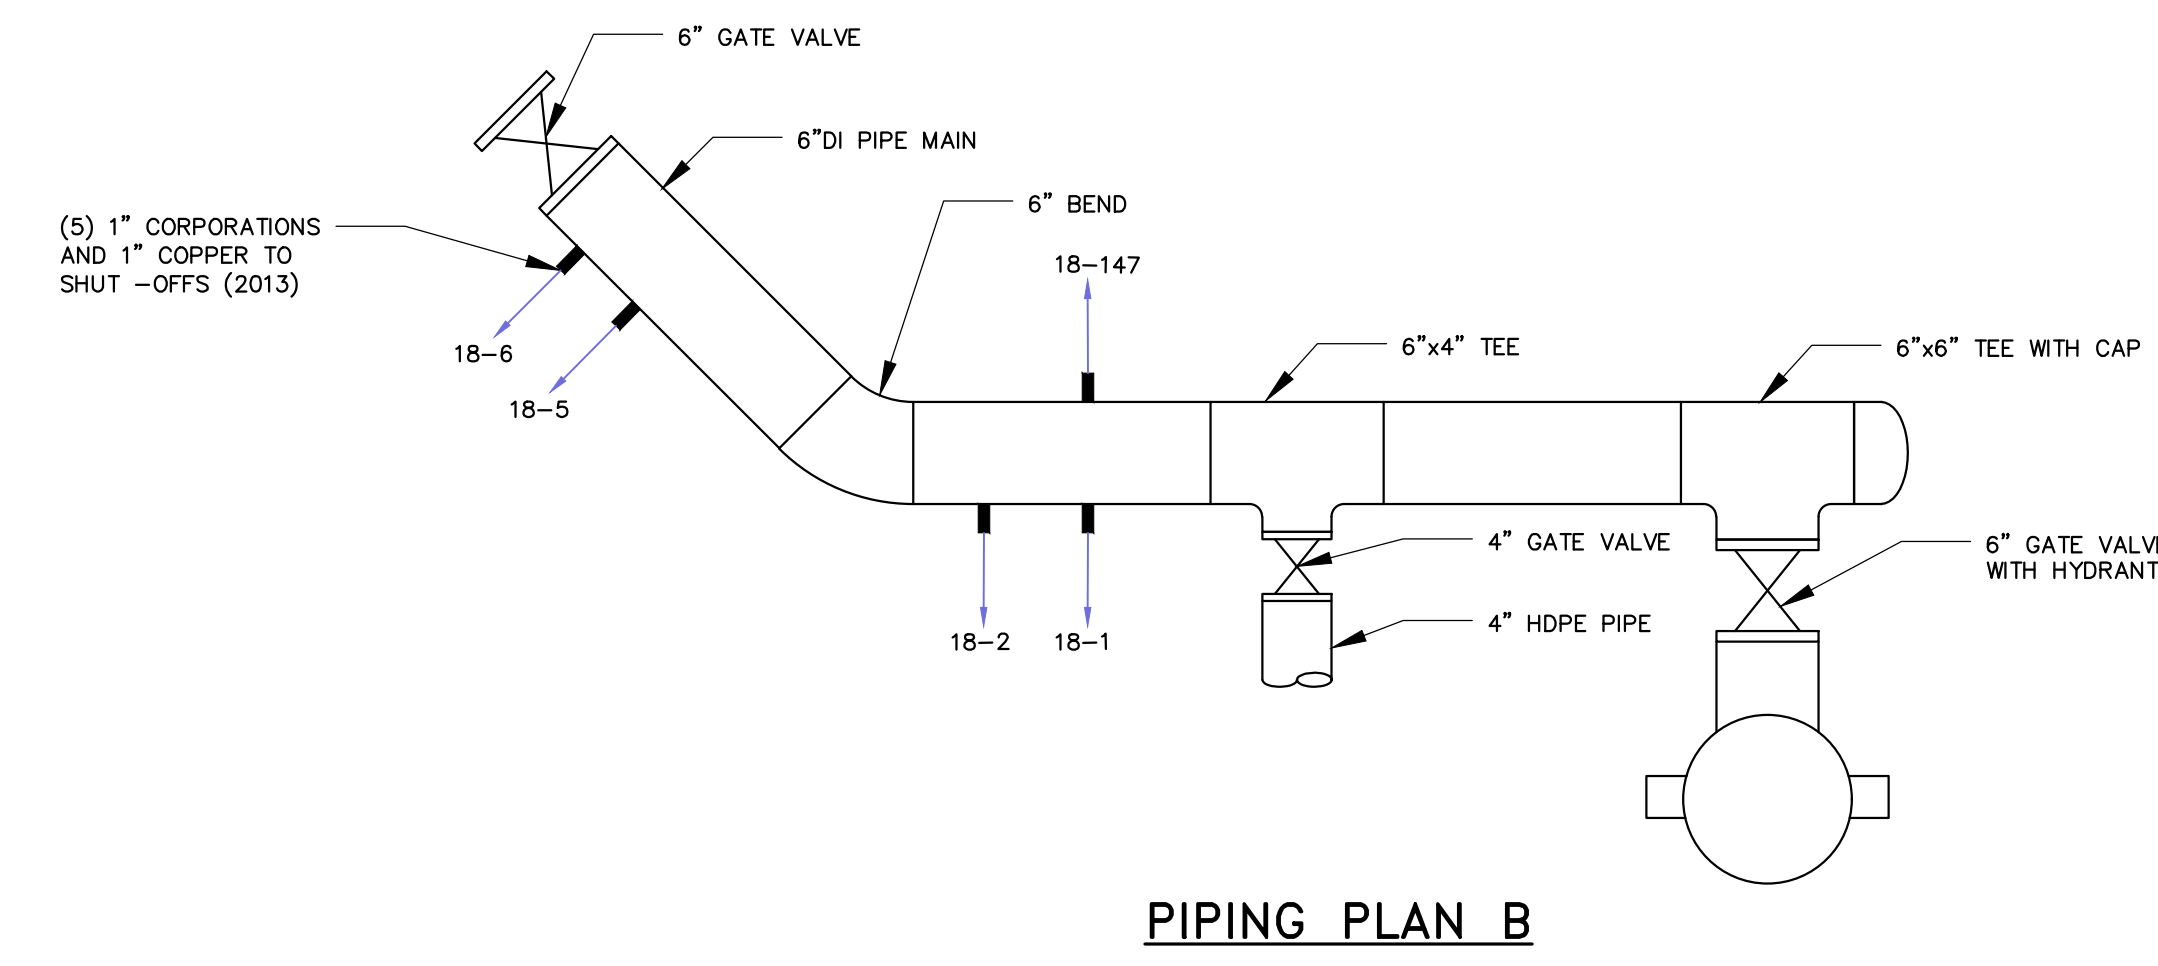 6” GATE VALVE
6”DI PIPE MAIN
6” BEND
(5) 1” CORPORATIONS
AND 1” COPPER TO
SHUT –OFFS (2013)
18–147
18–6
18–5
6”x4” TEE
6”x6” TEE WITH CAP
4” GATE VALVE
6” GATE VALVE
WITH HYDRANT
4” HDPE PIPE
18–2
18–1
PIPING PLAN B